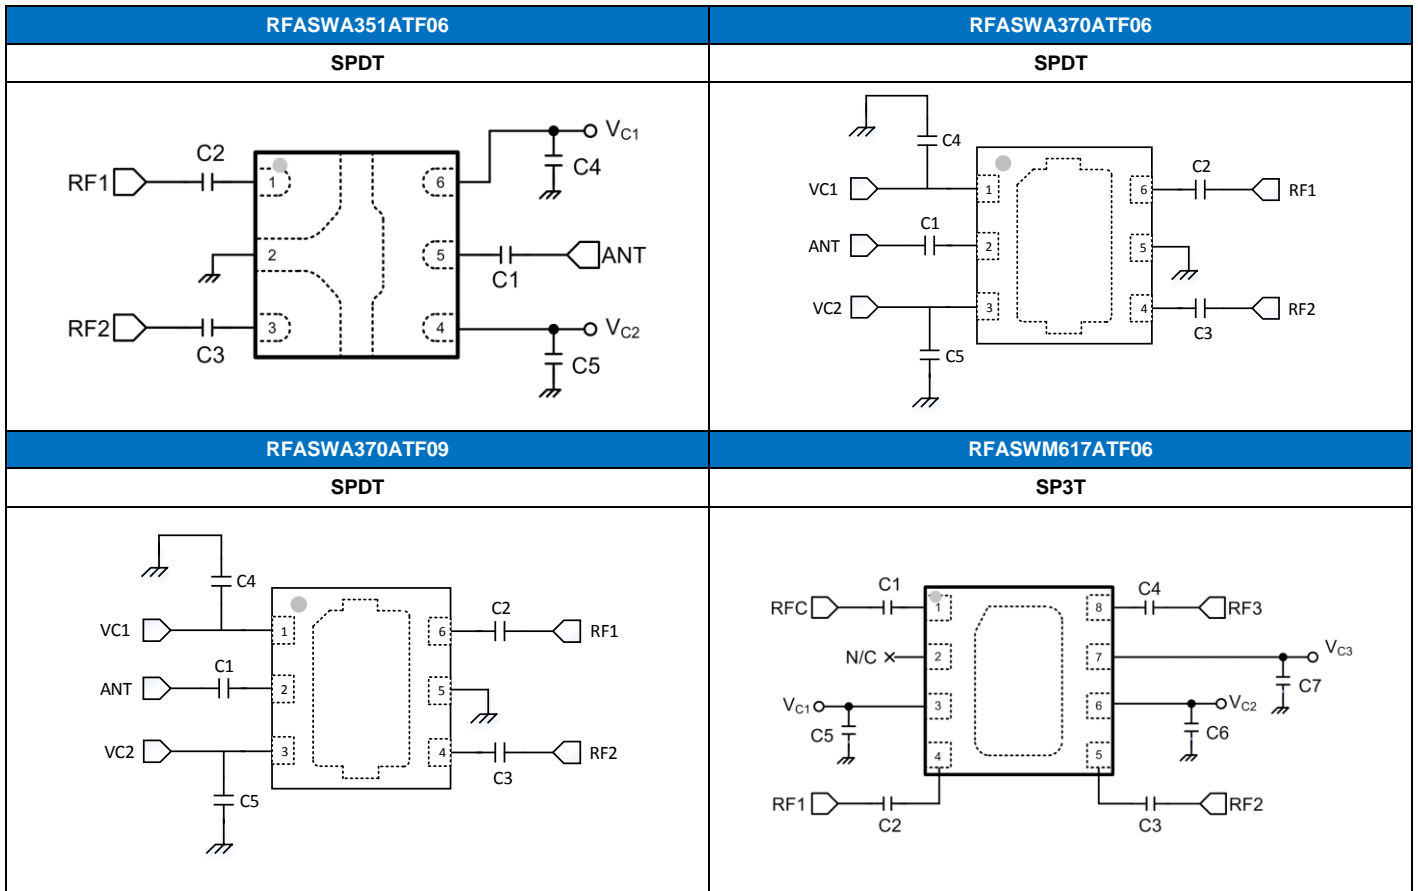 RFASWA351ATF06
RFASWA370ATF06
SPDT
SPDT
C2
RF1
1
2
RF2
C3
3
6
VC1
C4
5
C1
ANT
4
VC2
C5
C4
VC1
1
ANT
C1
2
VC2
3
C5
6
C2
RF1
5
4
C3
RF2
RFASWA370ATF09
RFASWM617ATF06
SPDT
SP3T
C4
VC1
1
ANT
C1
2
VC2
3
C5
6
C2
RF1
5
4
C3
RF2
RFC
C1
1
N/C
2
VC1
C5
3
4
RF1
C2
8
C4
RF3
7
VC3
C7
6
VC2
C6
5
C3
RF2